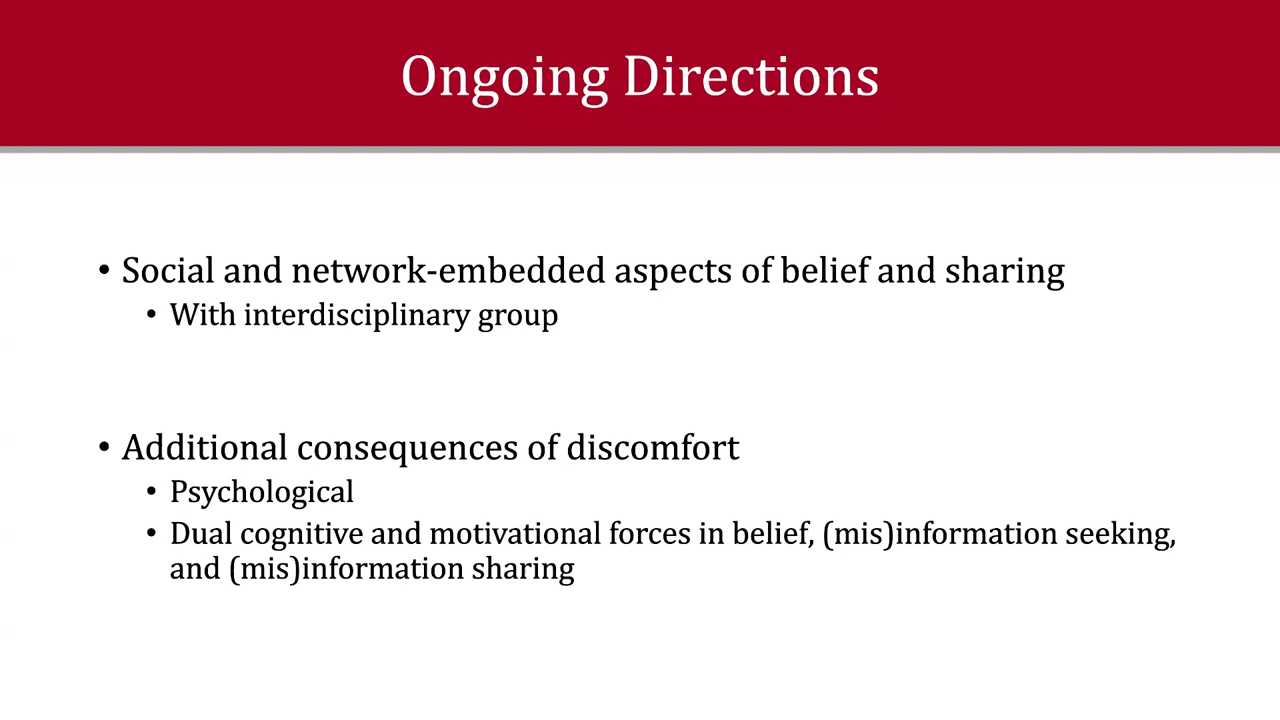 Ongoing Directions
• Social and network-embedded aspects of belief and sharing
• With interdisciplinary group
• Additional consequences of discomfort
• Psychological
• Dual cognitive and motivational forces in belief, (mis)information seeking,
and (mis)information sharing